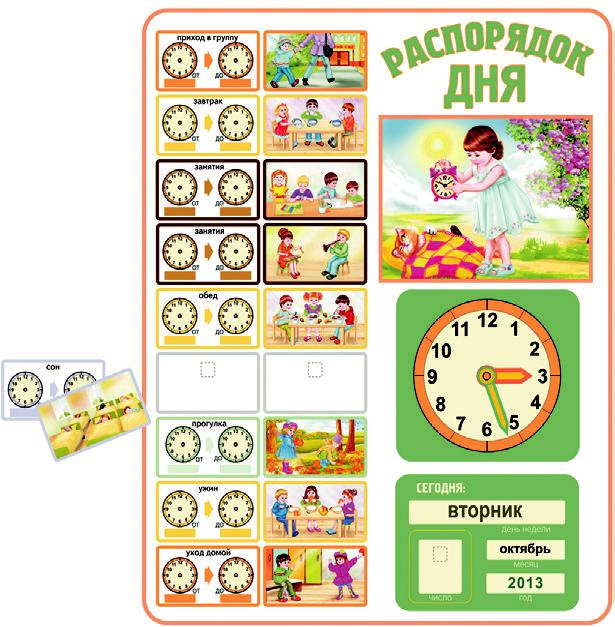 РАСПОРЯДОК
ДНЯ
приход в группу
ОТ ДО
завтрак
ОТ ДО
занятия
ОТ ДО
занятия
ОТ ДО
обед
ОТ ДО
сон
прогулка
ОТ ДО
ужин
ОТ ДО
уход домой
ОТ ДО
12
11 1
10 2
9 3
8 4
7 5
6
СЕГОДНЯ:
вторник
день недели
октябрь
месяц
2013
число год